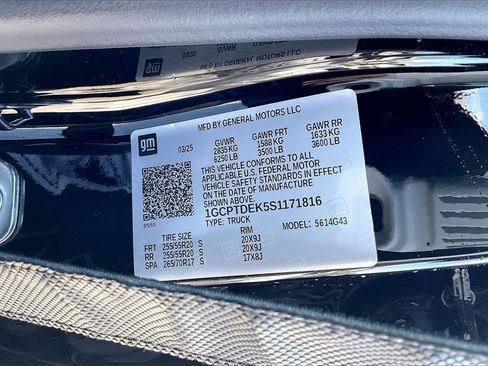 MFD BY GENERAL MOTORS LLC
gm
03/25
GVWR GAWR FRT GAWR RR
2835 KG 1588 KG 1633 KG
6250 LB 3500 LB 3600 LB
THIS VEHICLE CONFORMS TO ALL
APPLICABLE U.S. FEDERAL MOTOR
VEHICLE SAFETY STANDARDS IN EFFECT
ON THE DATE OF MANUFACTURE
SHOWN ABOVE.
1GCPTDEK5S1171816
8555
TYPE: TRUCK MODEL: 5614G43
TIRE SIZE RIM
FRT 255/55R20 S 20X9J
RR 255/55R20 S 20X9J
SPA 265/70R17 S 17X8J